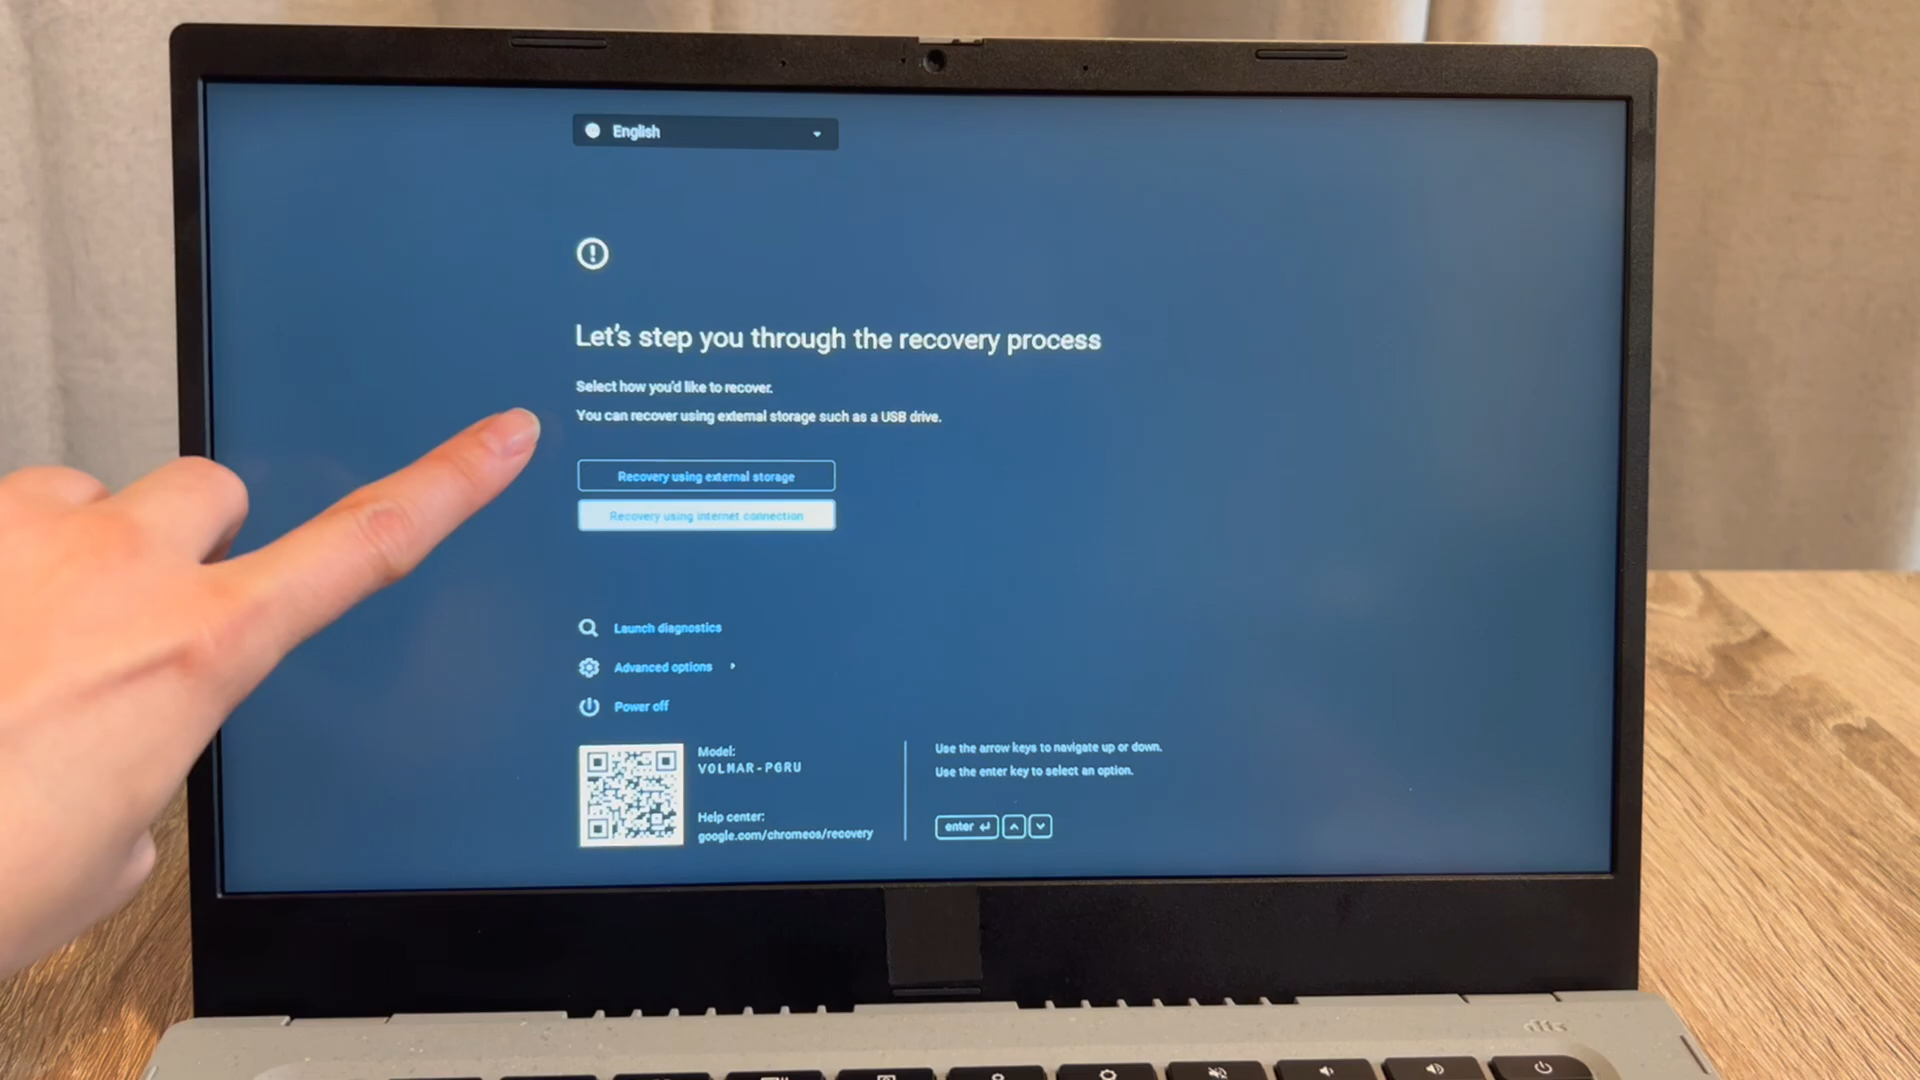 English
Let's step you through the recovery process
Select how you'd like to recover.
You can recover using external storage such as a USB drive.
Recovery using external storage
Recovery using internet connection
Launch diagnostics
Advanced options
Power off
Model:
VOLMAR-PGRU
Help center:
google.com/chromeos/recovery
Use the arrow keys to navigate up or down.
Use the enter key to select an option.
enter